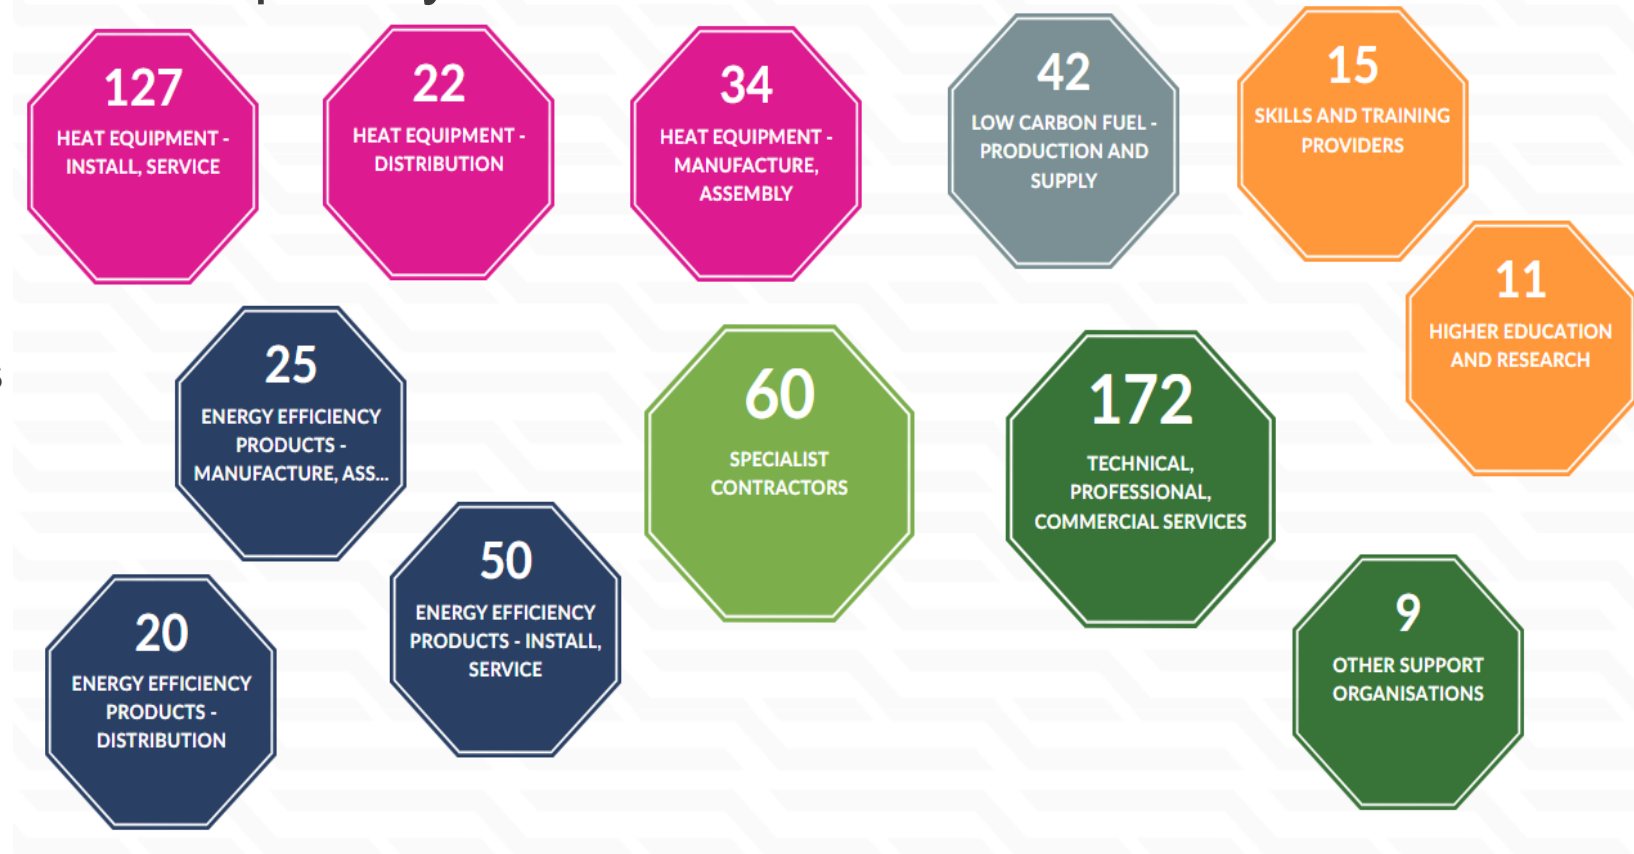 127
HEAT EQUIPMENT -
INSTALL, SERVICE
22
HEAT EQUIPMENT -
DISTRIBUTION
34
HEAT EQUIPMENT -
MANUFACTURE,
ASSEMBLY
42
LOW CARBON FUEL -
PRODUCTION AND
SUPPLY
15
SKILLS AND TRAINING
PROVIDERS
11
HIGHER EDUCATION
AND RESEARCH
25
ENERGY EFFICIENCY
PRODUCTS -
MANUFACTURE, ASS...
60
SPECIALIST
CONTRACTORS
172
TECHNICAL,
PROFESSIONAL,
COMMERCIAL SERVICES
50
ENERGY EFFICIENCY
PRODUCTS - INSTALL,
SERVICE
20
ENERGY EFFICIENCY
PRODUCTS -
DISTRIBUTION
9
OTHER SUPPORT
ORGANISATIONS